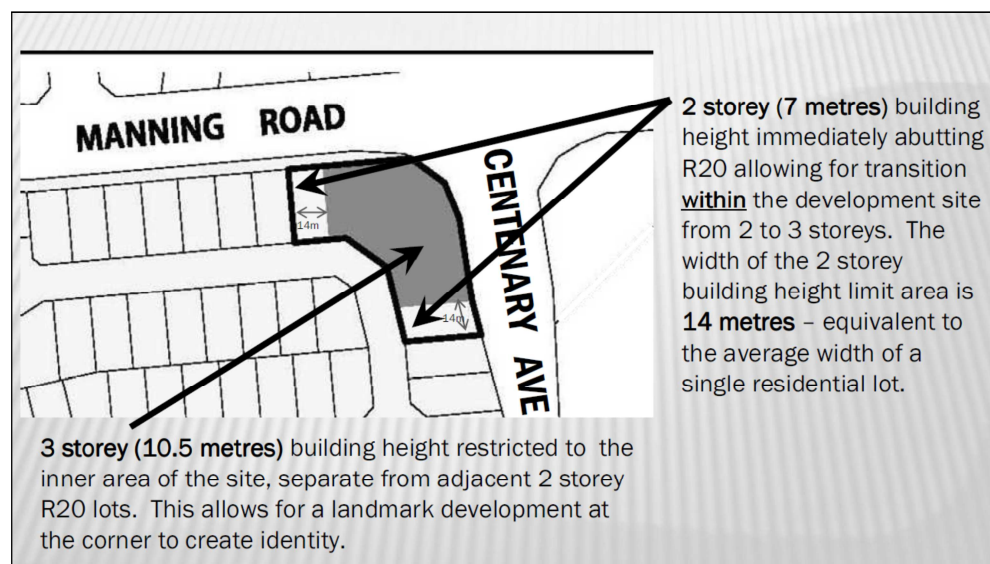 MANNING ROAD
CENTENARY AVE
14m
14m
2 storey (7 metres) building
height immediately abutting
R20 allowing for transition
within the development site
from 2 to 3 storeys. The
width of the 2 storey
building height limit area is
14 metres – equivalent to
the average width of a
single residential lot.
3 storey (10.5 metres) building height restricted to the
inner area of the site, separate from adjacent 2 storey
R20 lots. This allows for a landmark development at
the corner to create identity.